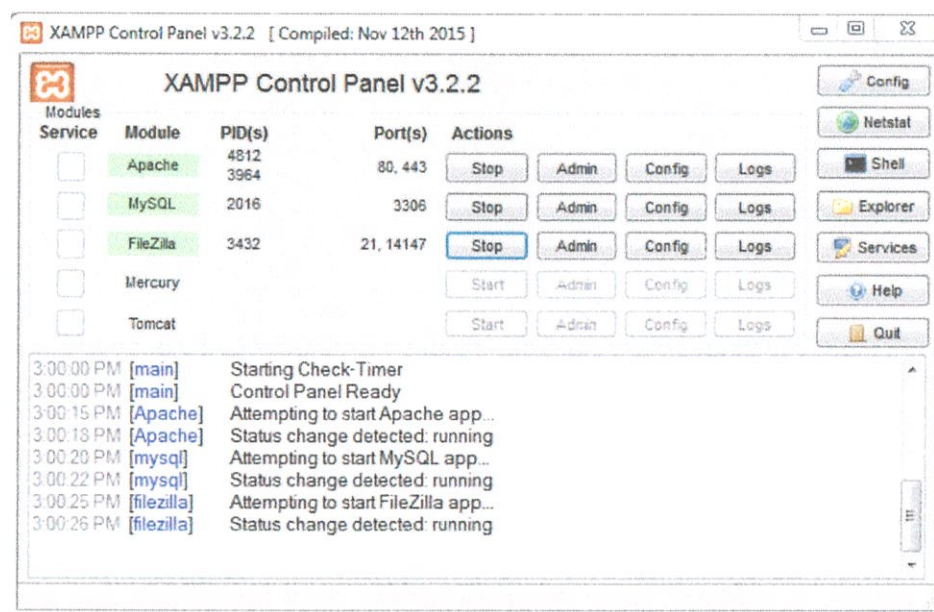 XAMPP Control Panel v3.2.2 [ Compiled: Nov 12th 2015 ]
XAMPP Control Panel v3.2.2
Config
Modules
Service Module PID(s) Port(s) Actions
Netstat
Apache 4812 3964 80, 443 Stop Admin Config Logs
Shell
MySQL 2016 3306 Stop Admin Config Logs
Explorer
FileZilla 3432 21, 14147 Stop Admin Config Logs
Services
Mercury Start Admin Config Logs
Help
Tomcat Start Admin Config Logs
Quit
3:00:00 PM [main] Starting Check-Timer
3:00:00 PM [main] Control Panel Ready
3:00:15 PM [Apache] Attempting to start Apache app...
3:00:18 PM [Apache] Status change detected: running
3:00:20 PM [mysql] Attempting to start MySQL app...
3:00:22 PM [mysql] Status change detected: running
3:00:25 PM [filezilla] Attempting to start FileZilla app...
3:00:26 PM [filezilla] Status change detected: running